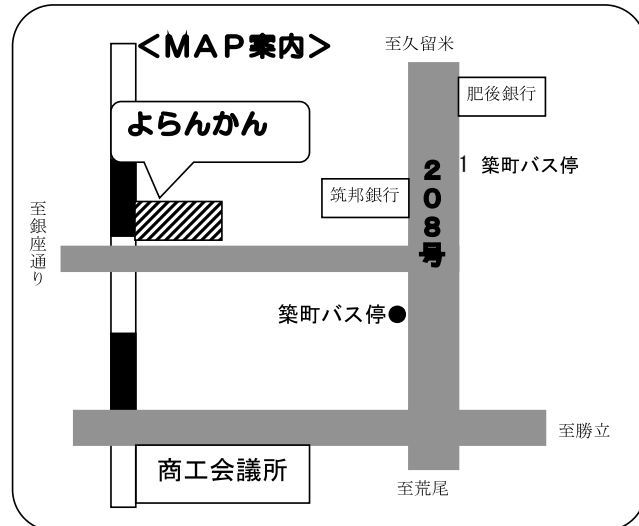 <MAP案内>
至久留米
肥後銀行
よらんかん
208号
1 築町バス停
筑邦銀行
至銀座通り
築町バス停●
至勝立
商工会議所
至荒尾